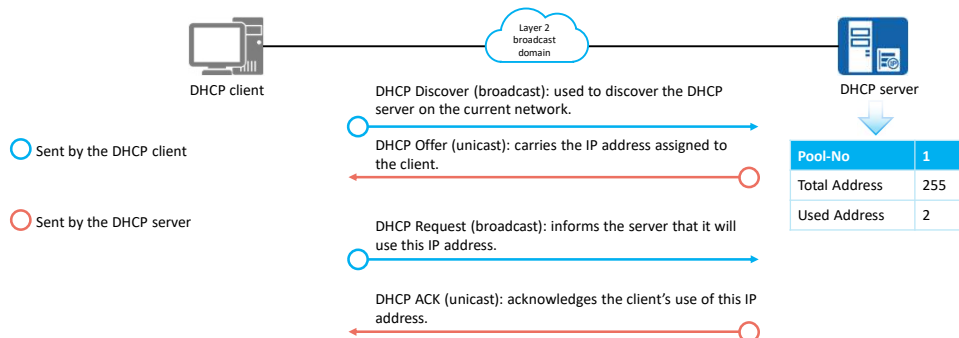 Layer 2
broadcast
domain
IP
DHCP client
DHCP server
DHCP Discover (broadcast): used to discover the DHCP
server on the current network.
Sent by the DHCP client
DHCP Offer (unicast): carries the IP address assigned to
the client.
Pool-No 1
Total Address 255
Used Address 2
Sent by the DHCP server
DHCP Request (broadcast): informs the server that it will
use this IP address.
DHCP ACK (unicast): acknowledges the client’s use of this IP
address.